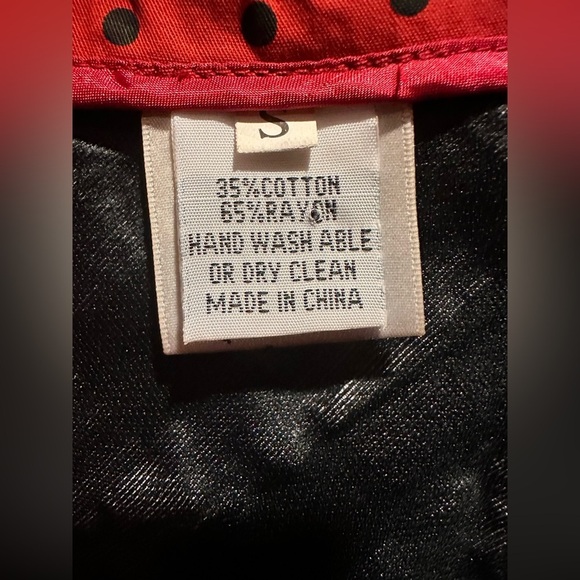 S
35%COTTON
65%RAYON
HAND WASH ABLE
OR DRY CLEAN
MADE IN CHINA